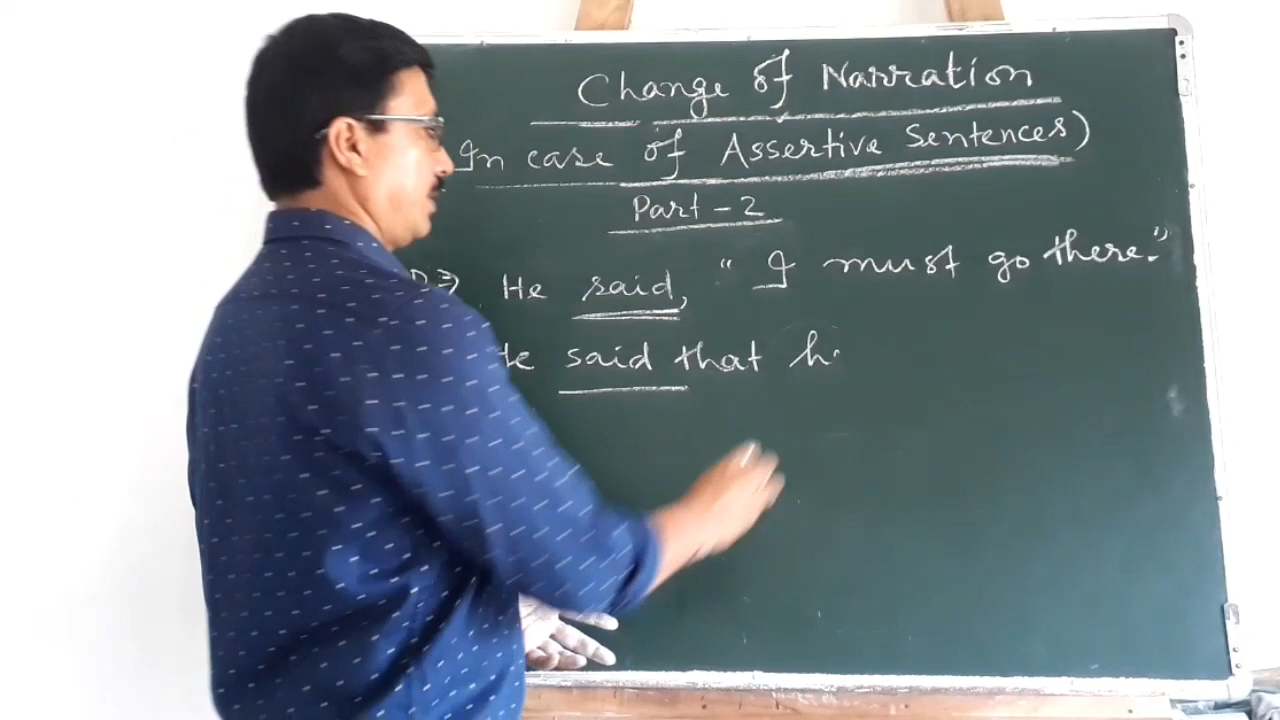 Change of Narration
In case of Assertive Sentences)
Part - 2
He said, " I must go there."
said that h